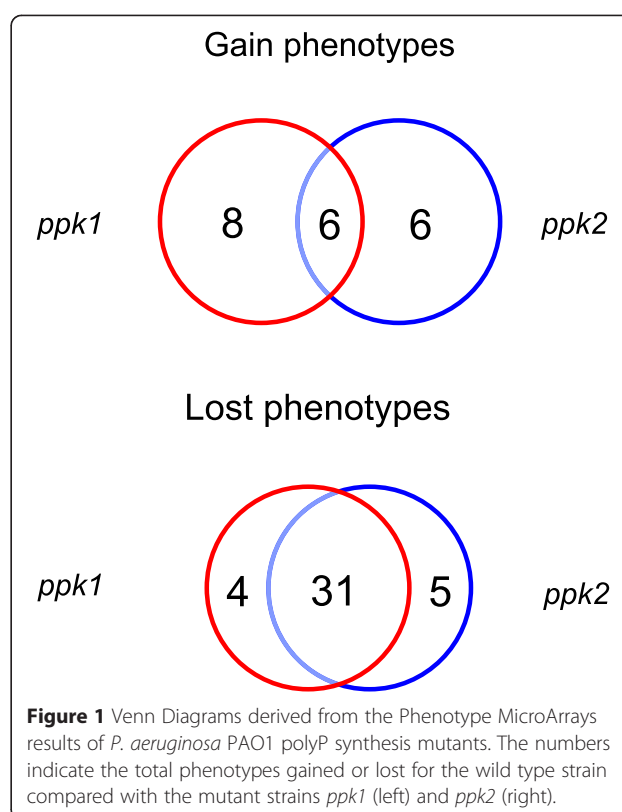 Gain phenotypes
ppk1 8 6 6 ppk2
Lost phenotypes
ppk1 4 31 5 ppk2
Figure 1 Venn Diagrams derived from the Phenotype MicroArrays
results of P. aeruginosa PAO1 polyP synthesis mutants. The numbers
indicate the total phenotypes gained or lost for the wild type strain
compared with the mutant strains ppk1 (left) and ppk2 (right).